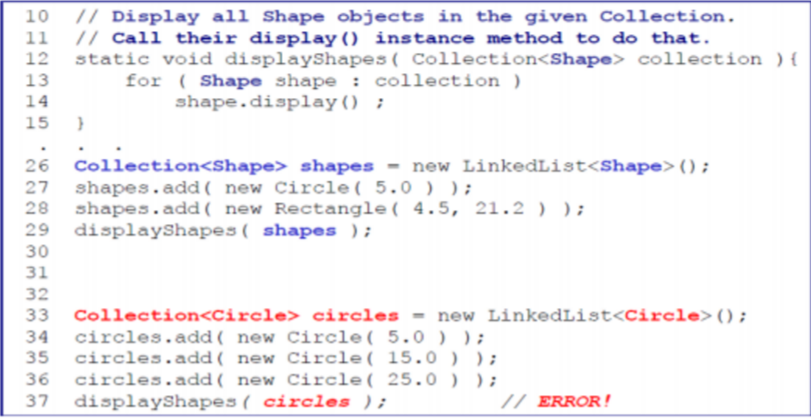 10 // Display all Shape objects in the given Collection.
11 // Call their display() instance method to do that.
12 static void displayShapes( Collection<Shape> collection ){
13     for ( Shape shape : collection )
14         shape.display() ;
15 }
.  .  .
26 Collection<Shape> shapes = new LinkedList<Shape>();
27 shapes.add( new Circle( 5.0 ) );
28 shapes.add( new Rectangle( 4.5, 21.2 ) );
29 displayShapes( shapes );
30
31
32
33 Collection<Circle> circles = new LinkedList<Circle>();
34 circles.add( new Circle( 5.0 ) );
35 circles.add( new Circle( 15.0 ) );
36 circles.add( new Circle( 25.0 ) );
37 displayShapes( circles );          // ERROR!